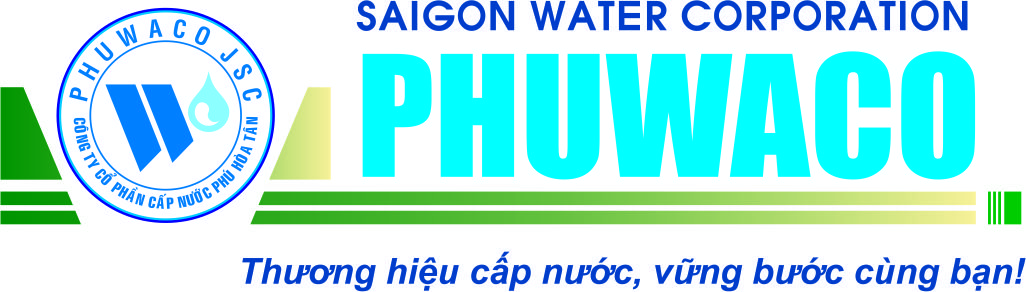 SAIGON WATER CORPORATION
PHUWACO
PHUWACO JSC
CÔNG TY CỔ PHẦN CẤP NƯỚC PHÚ HÒA TÂN
Thương hiệu cấp nước, vững bước cùng bạn!